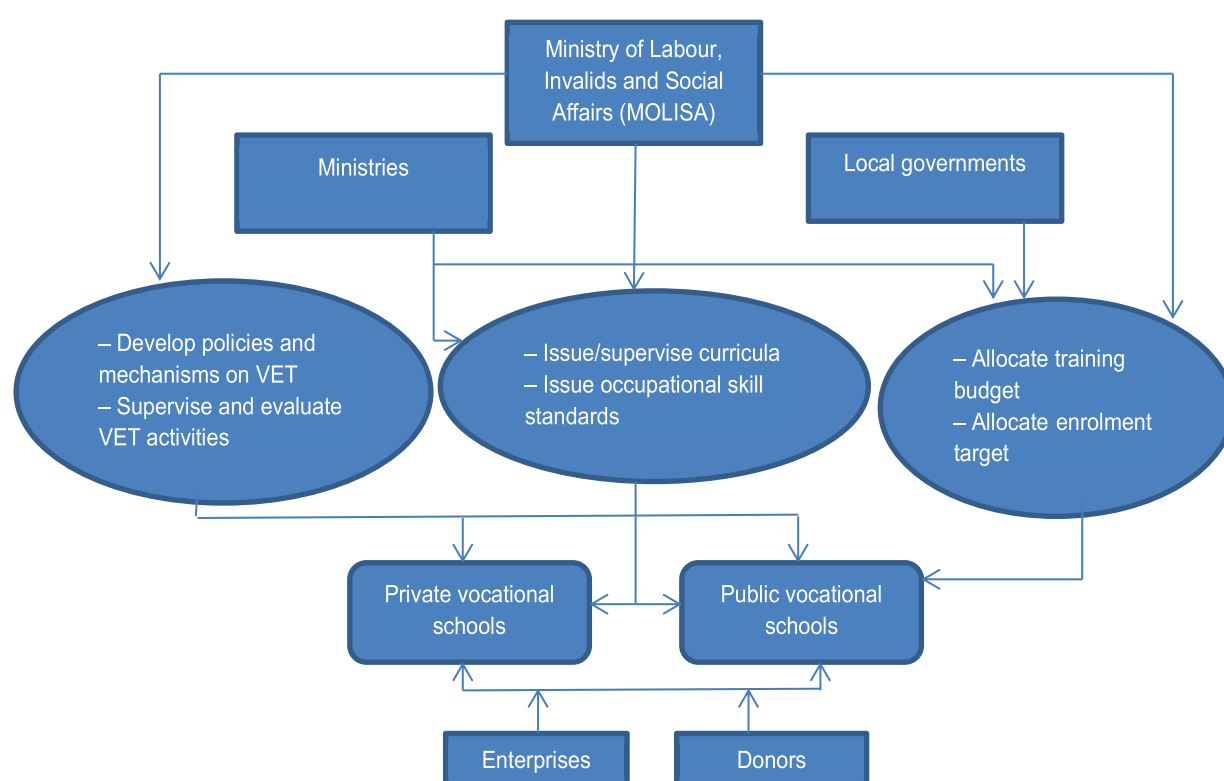 Ministry of Labour,
Invalids and Social
Affairs (MOLISA)
Ministries
Local governments
– Develop policies and
mechanisms on VET
– Supervise and evaluate
VET activities
– Issue/supervise curricula
– Issue occupational skill
standards
– Allocate training
budget
– Allocate enrolment
target
Private vocational
schools
Public vocational
schools
Enterprises
Donors